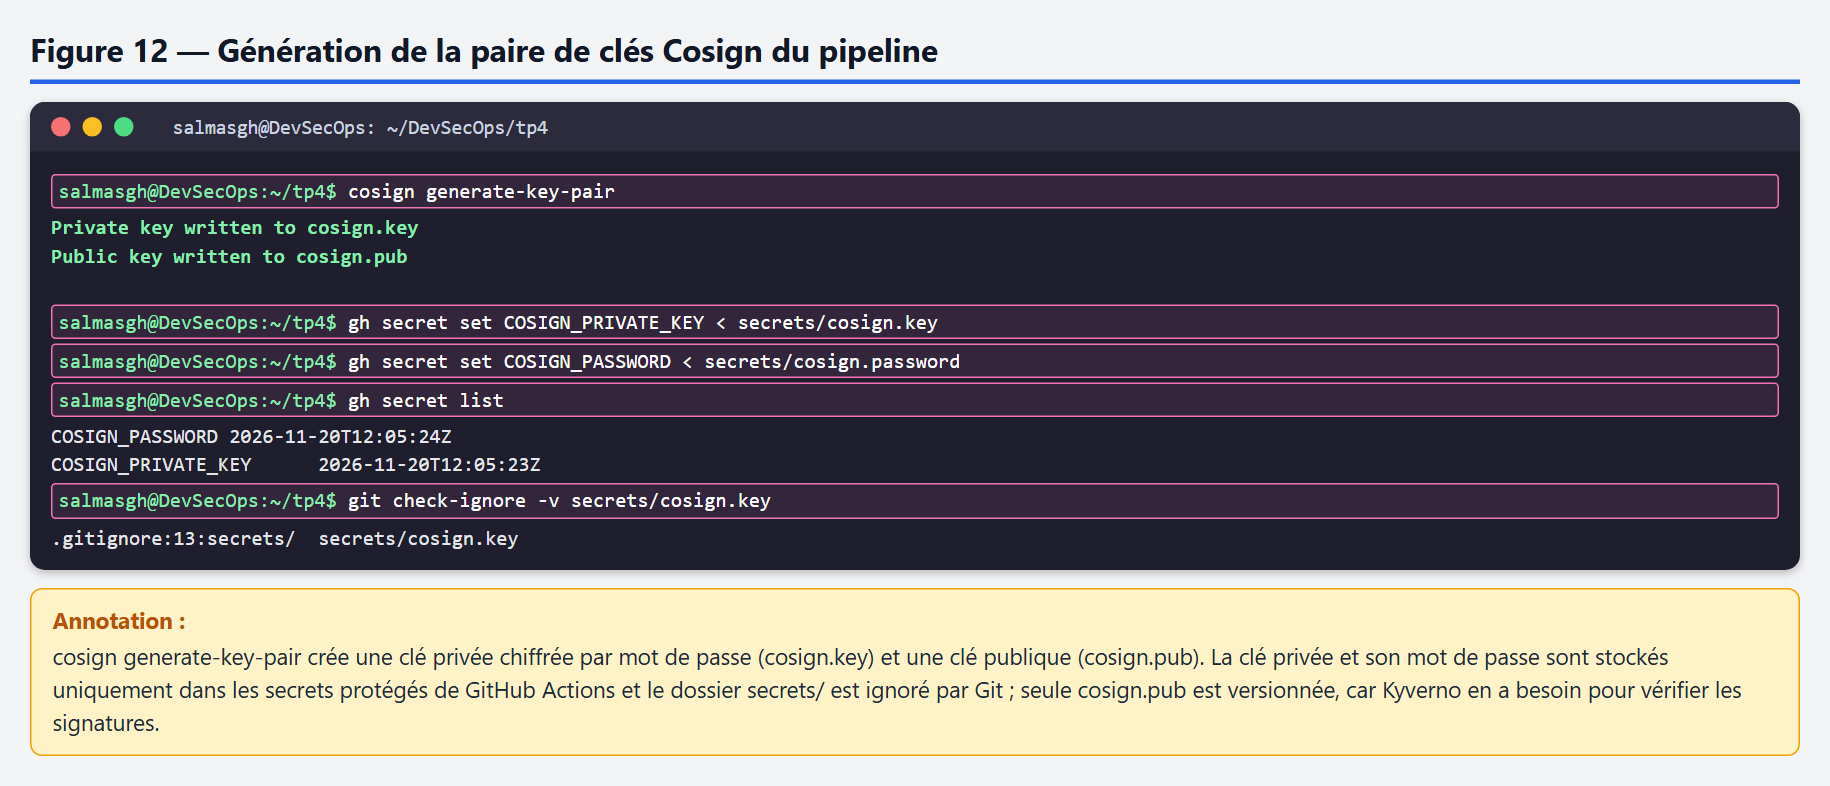 Figure 12 — Génération de la paire de clés Cosign du pipeline
salmasgh@DevSecOps: ~/DevSecOps/tp4
salmasgh@DevSecOps:~/tp4$ cosign generate-key-pair
Private key written to cosign.key
Public key written to cosign.pub
salmasgh@DevSecOps:~/tp4$ gh secret set COSIGN_PRIVATE_KEY < secrets/cosign.key
salmasgh@DevSecOps:~/tp4$ gh secret set COSIGN_PASSWORD < secrets/cosign.password
salmasgh@DevSecOps:~/tp4$ gh secret list
COSIGN_PASSWORD 2026-11-20T12:05:24Z
COSIGN_PRIVATE_KEY      2026-11-20T12:05:23Z
salmasgh@DevSecOps:~/tp4$ git check-ignore -v secrets/cosign.key
.gitignore:13:secrets/  secrets/cosign.key
Annotation :
cosign generate-key-pair crée une clé privée chiffrée par mot de passe (cosign.key) et une clé publique (cosign.pub). La clé privée et son mot de passe sont stockés
uniquement dans les secrets protégés de GitHub Actions et le dossier secrets/ est ignoré par Git ; seule cosign.pub est versionnée, car Kyverno en a besoin pour vérifier les
signatures.